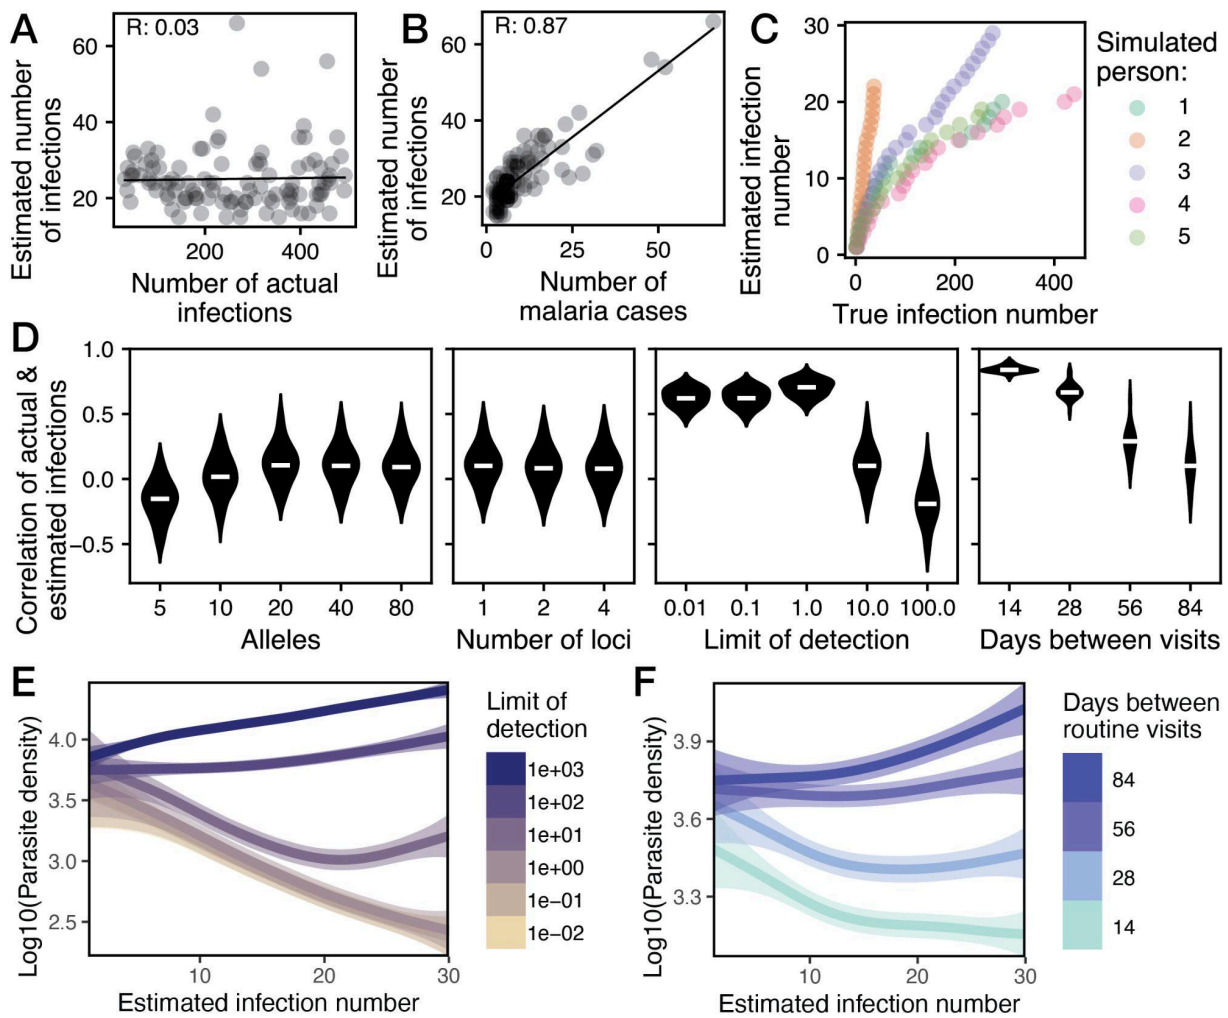 A
R: 0.03
60
40
20
200
400
Estimated number
of infections
Number of actual
infections
B
R: 0.87
60
40
20
0
25
50
Estimated number
of infections
Number of
malaria cases
C
30
20
10
0
0
200
400
Estimated infection
number
True infection number
Simulated
person:
1
2
3
4
5
D
Correlation of actual &
estimated infections
1.0
0.5
0.0
−0.5
5 10 20 40 80
Alleles
1 2 4
Number of loci
0.01 0.1 1.0 10.0 100.0
Limit of detection
14 28 56 84
Days between visits
E
Log10(Parasite density)
4.0
3.5
3.0
2.5
10 20 30
Estimated infection number
Limit of
detection
1e+03
1e+02
1e+01
1e+00
1e−01
1e−02
F
Log10(Parasite density)
3.9
3.6
3.3
10 20 30
Estimated infection number
Days between
routine visits
84
56
28
14